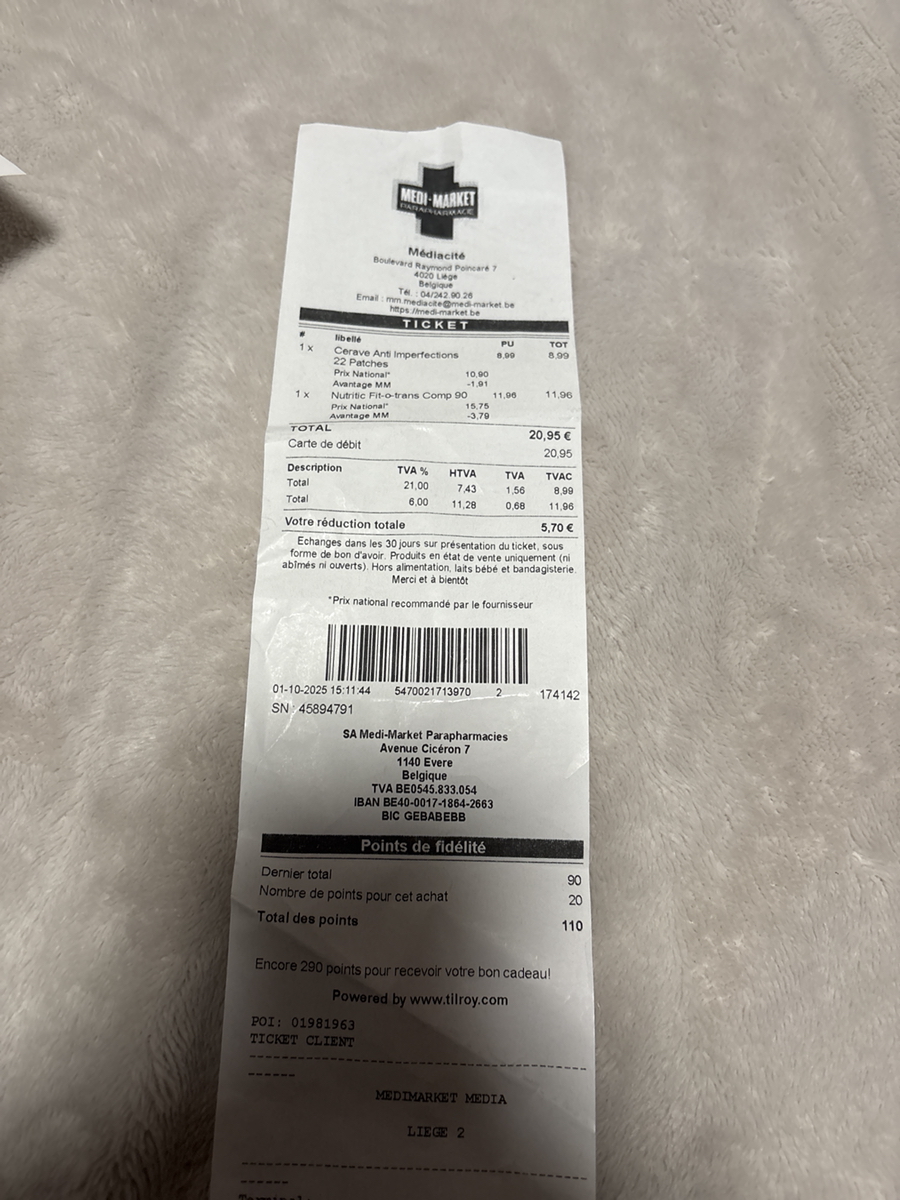 MEDI-MARKET
PARAPHARMACIE
Médiacité
Boulevard Raymond Poincaré 7
4020 Liège
Belgique
Tél. : 04/242.90.26
Email : mm.mediacite@medi-market.be
https://medi-market.be
TICKET
# libellé PU TOT
1 x Cerave Anti Imperfections 8,99 8,99
22 Patches
Prix National* 10,90
Avantage MM -1,91
1 x Nutritic Fit-o-trans Comp 90 11,96 11,96
Prix National* 15,75
Avantage MM -3,79
TOTAL 20,95 €
Carte de débit 20,95
Description TVA % HTVA TVA TVAC
Total 21,00 7,43 1,56 8,99
Total 6,00 11,28 0,68 11,96
Votre réduction totale 5,70 €
Echanges dans les 30 jours sur présentation du ticket, sous
forme de bon d'avoir. Produits en état de vente uniquement (ni
abîmés ni ouverts). Hors alimentation, laits bébé et bandagisterie.
Merci et à bientôt
*Prix national recommandé par le fournisseur
01-10-2025 15:11:44 5470021713970 2 174142
SN : 45894791
SA Medi-Market Parapharmacies
Avenue Cicéron 7
1140 Evere
Belgique
TVA BE0545.833.054
IBAN BE40-0017-1864-2663
BIC GEBABEBB
Points de fidélité
Dernier total 90
Nombre de points pour cet achat 20
Total des points 110
Encore 290 points pour recevoir votre bon cadeau!
Powered by www.tilroy.com
POI: 01981963
TICKET CLIENT
MEDIMARKET MEDIA
LIEGE 2